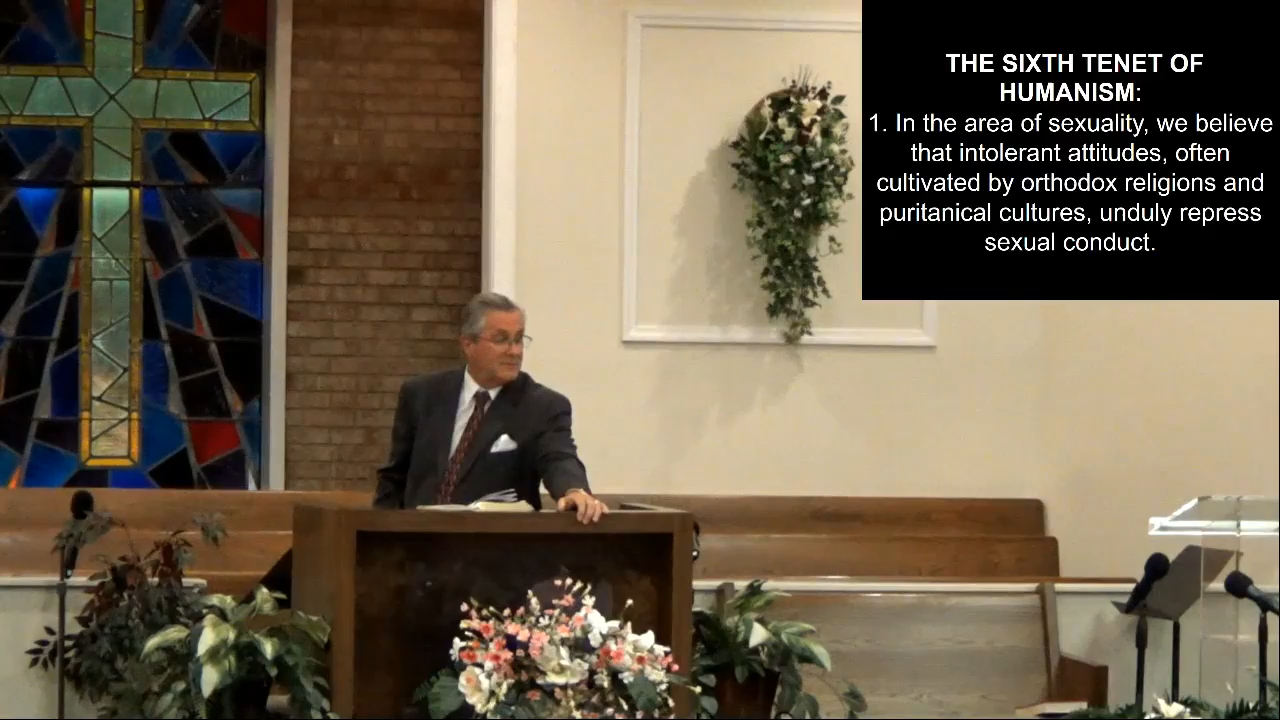 THE SIXTH TENET OF
HUMANISM:
1. In the area of sexuality, we believe
that intolerant attitudes, often
cultivated by orthodox religions and
puritanical cultures, unduly repress
sexual conduct.